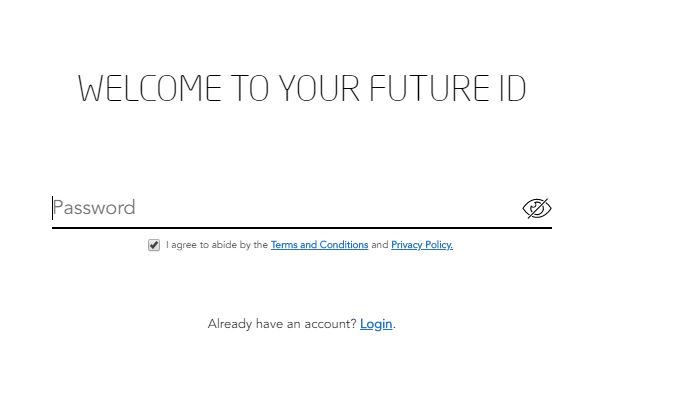 WELCOME TO YOUR FUTURE ID
Password
I agree to abide by the Terms and Conditions and Privacy Policy.
Already have an account? Login.